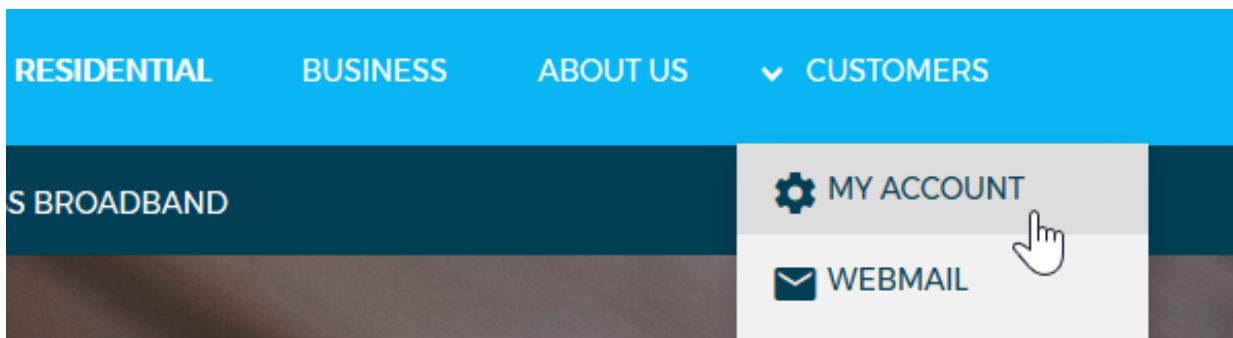 RESIDENTIAL BUSINESS ABOUT US CUSTOMERS
S BROADBAND
MY ACCOUNT
WEBMAIL